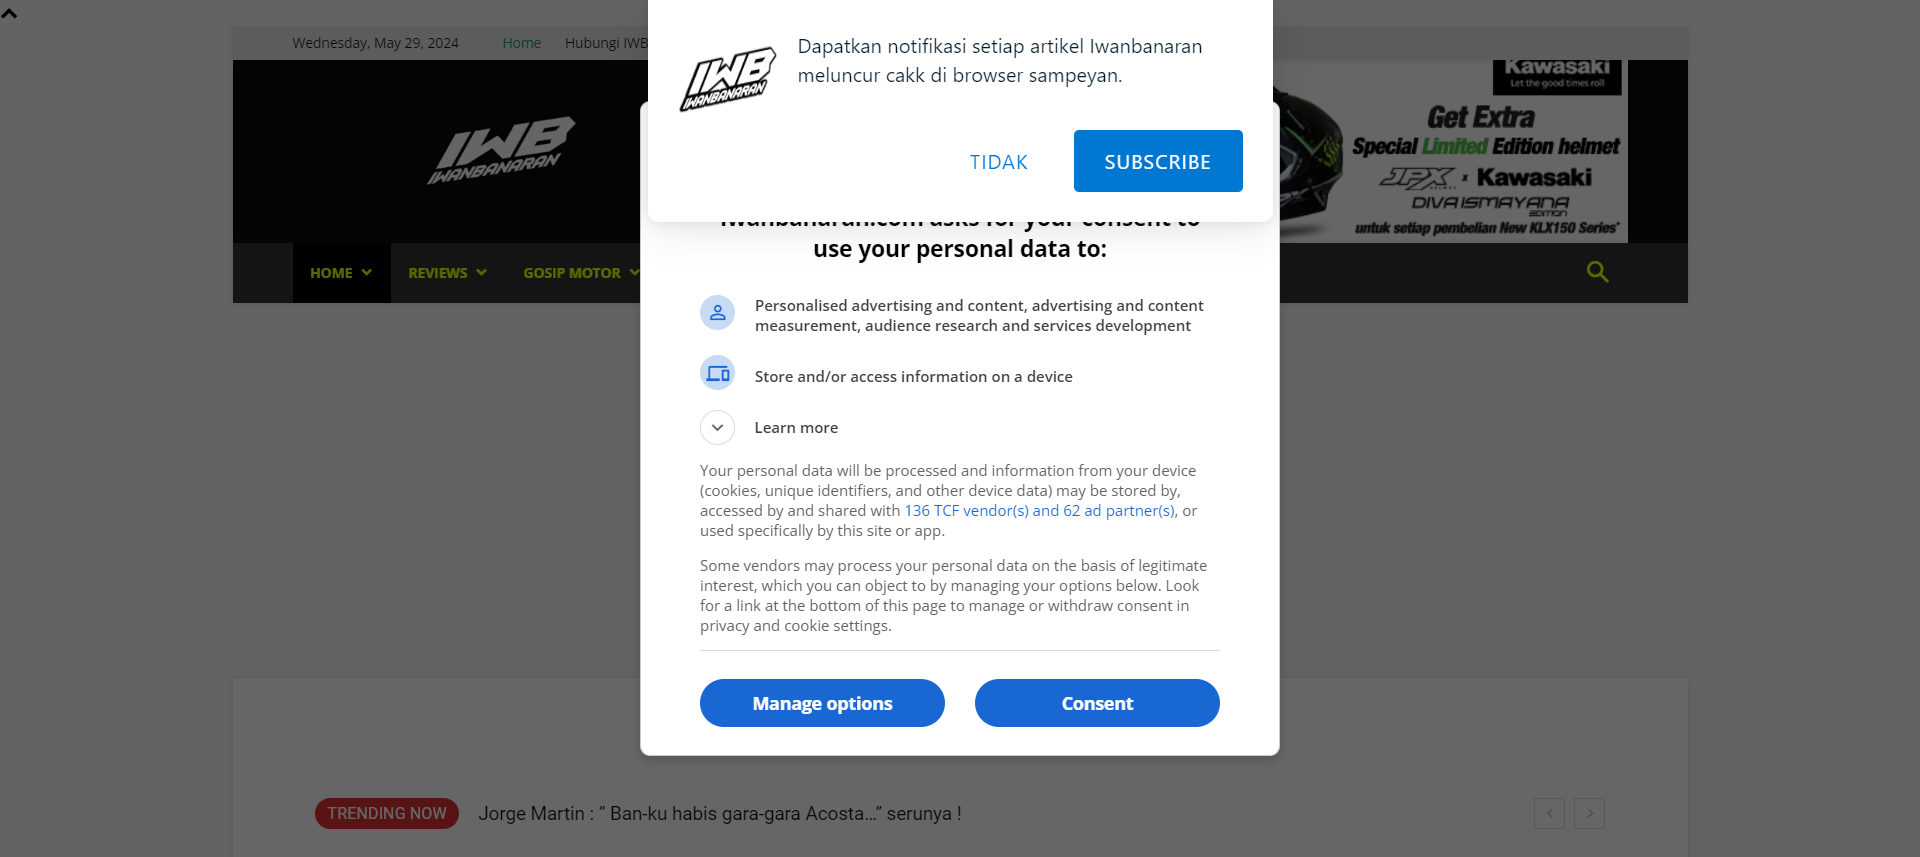 Wednesday, May 29, 2024 Home Hubungi IWB
Dapatkan notifikasi setiap artikel Iwanbanaran
meluncur cakk di browser sampeyan.
IWB
IWANBANARAN
TIDAK SUBSCRIBE
IWB
IWANBANARAN
Kawasaki
Let the good times roll
Get Extra
Special Limited Edition helmet
JPX x Kawasaki
DIVA ISMAYANA
EDITION
untuk setiap pembelian New KLX150 Series*
HOME REVIEWS GOSIP MOTOR
Iwanbanaran.com asks for your consent to
use your personal data to:
Personalised advertising and content, advertising and content
measurement, audience research and services development
Store and/or access information on a device
Learn more
Your personal data will be processed and information from your device
(cookies, unique identifiers, and other device data) may be stored by,
accessed by and shared with 136 TCF vendor(s) and 62 ad partner(s), or
used specifically by this site or app.
Some vendors may process your personal data on the basis of legitimate
interest, which you can object to by managing your options below. Look
for a link at the bottom of this page to manage or withdraw consent in
privacy and cookie settings.
Manage options Consent
TRENDING NOW Jorge Martin : ” Ban-ku habis gara-gara Acosta…” serunya !